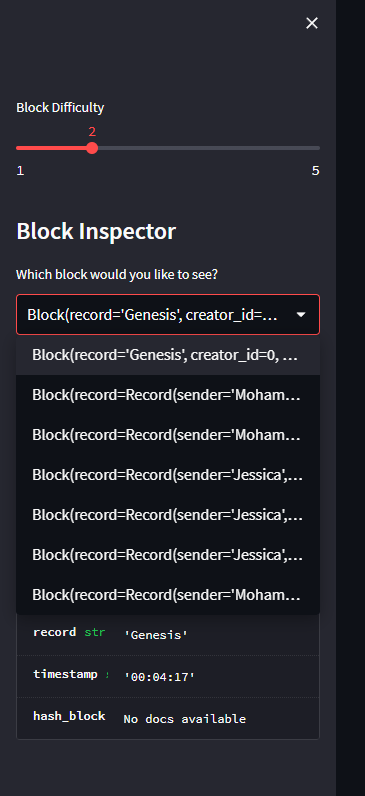 Block Difficulty
2
1 5
Block Inspector
Which block would you like to see?
Block(record='Genesis', creator_id=...
Block(record='Genesis', creator_id=0, ...
Block(record=Record(sender='Moham...
Block(record=Record(sender='Moham...
Block(record=Record(sender='Jessica',...
Block(record=Record(sender='Jessica',...
Block(record=Record(sender='Jessica',...
Block(record=Record(sender='Moham...
record str 'Genesis'
timestamp '00:04:17'
hash_block No docs available